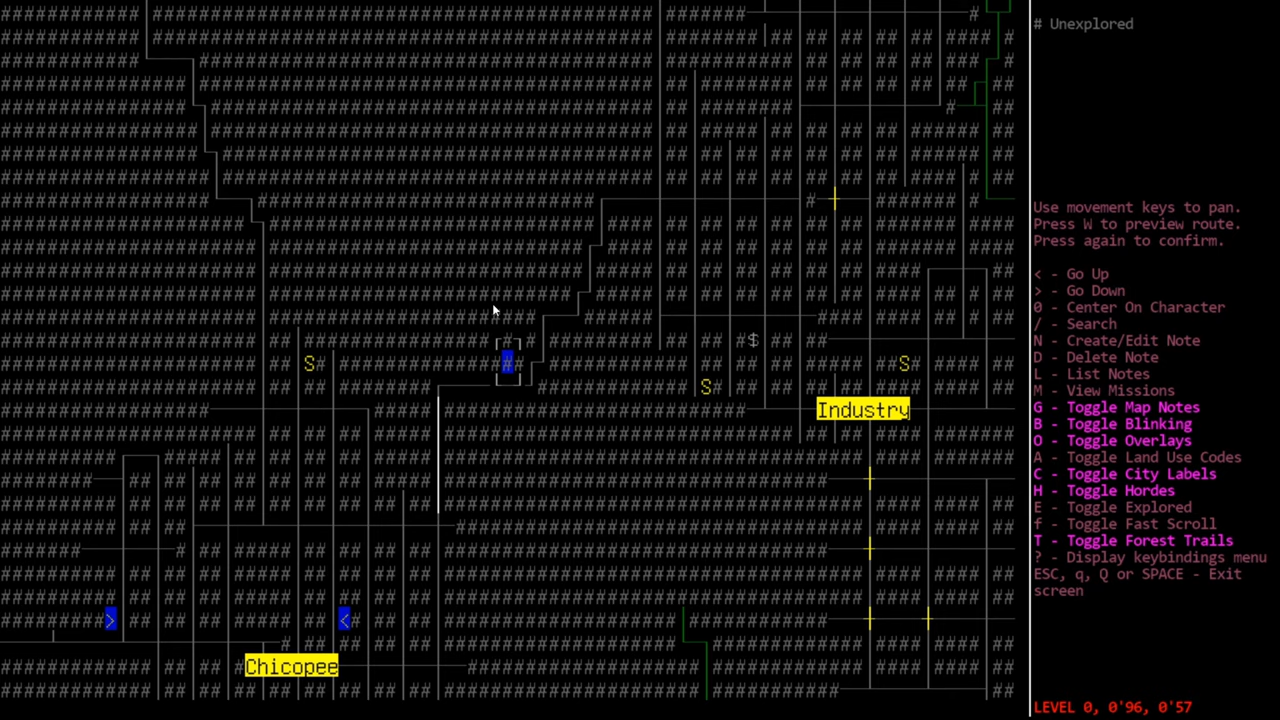 # Unexplored
Use movement keys to pan.
Press W to preview route.
Press again to confirm.
< - Go Up
> - Go Down
0 - Center On Character
/ - Search
N - Create/Edit Note
D - Delete Note
L - List Notes
M - View Missions
G - Toggle Map Notes
B - Toggle Blinking
O - Toggle Overlays
A - Toggle Land Use Codes
C - Toggle City Labels
H - Toggle Hordes
E - Toggle Explored
f - Toggle Fast Scroll
T - Toggle Forest Trails
? - Display keybindings menu
ESC, q, Q or SPACE - Exit
screen
$
S
S
S
Industry
>
<
Chicopee
LEVEL 0, 0'96, 0'57